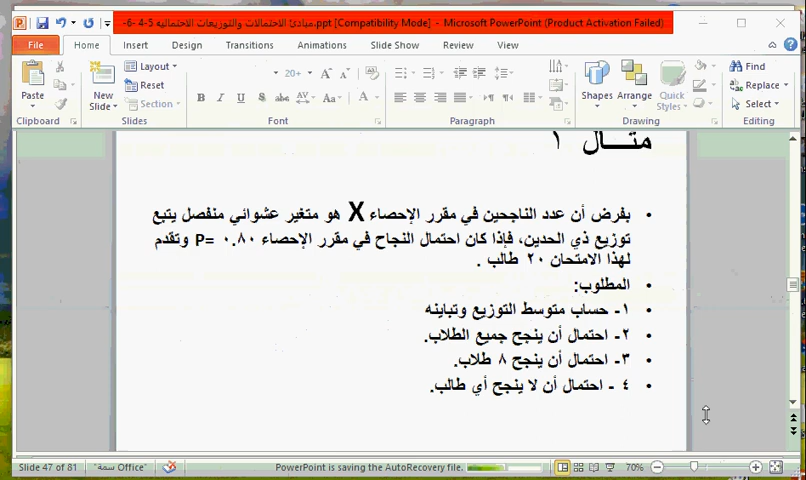 مبادئ الاحتمالات والتوزيعات الاحتماليه 5-4 -6-.ppt [Compatibility Mode] - Microsoft PowerPoint (Product Activation Failed)
File Home Insert Design Transitions Animations Slide Show Review View
Paste
New Slide
Layout
Reset
Section
20+
Shapes
Arrange
Quick Styles
Find
Replace
Select
Clipboard Slides Font Paragraph Drawing Editing
مثــال ١
• بفرض أن عدد الناجحين في مقرر الإحصاء X هو متغير عشوائي منفصل يتبع
توزيع ذي الحدين، فإذا كان احتمال النجاح في مقرر الإحصاء P= ٠.٨٠ وتقدم
لهذا الامتحان ٢٠ طالب .
• المطلوب:
• ١- حساب متوسط التوزيع وتباينه
• ٢- احتمال أن ينجح جميع الطلاب.
• ٣- احتمال أن ينجح ٨ طلاب.
• ٤ - احتمال أن لا ينجح أي طالب.
Slide 47 of 81 "سمة Office" PowerPoint is saving the AutoRecovery file. 70%